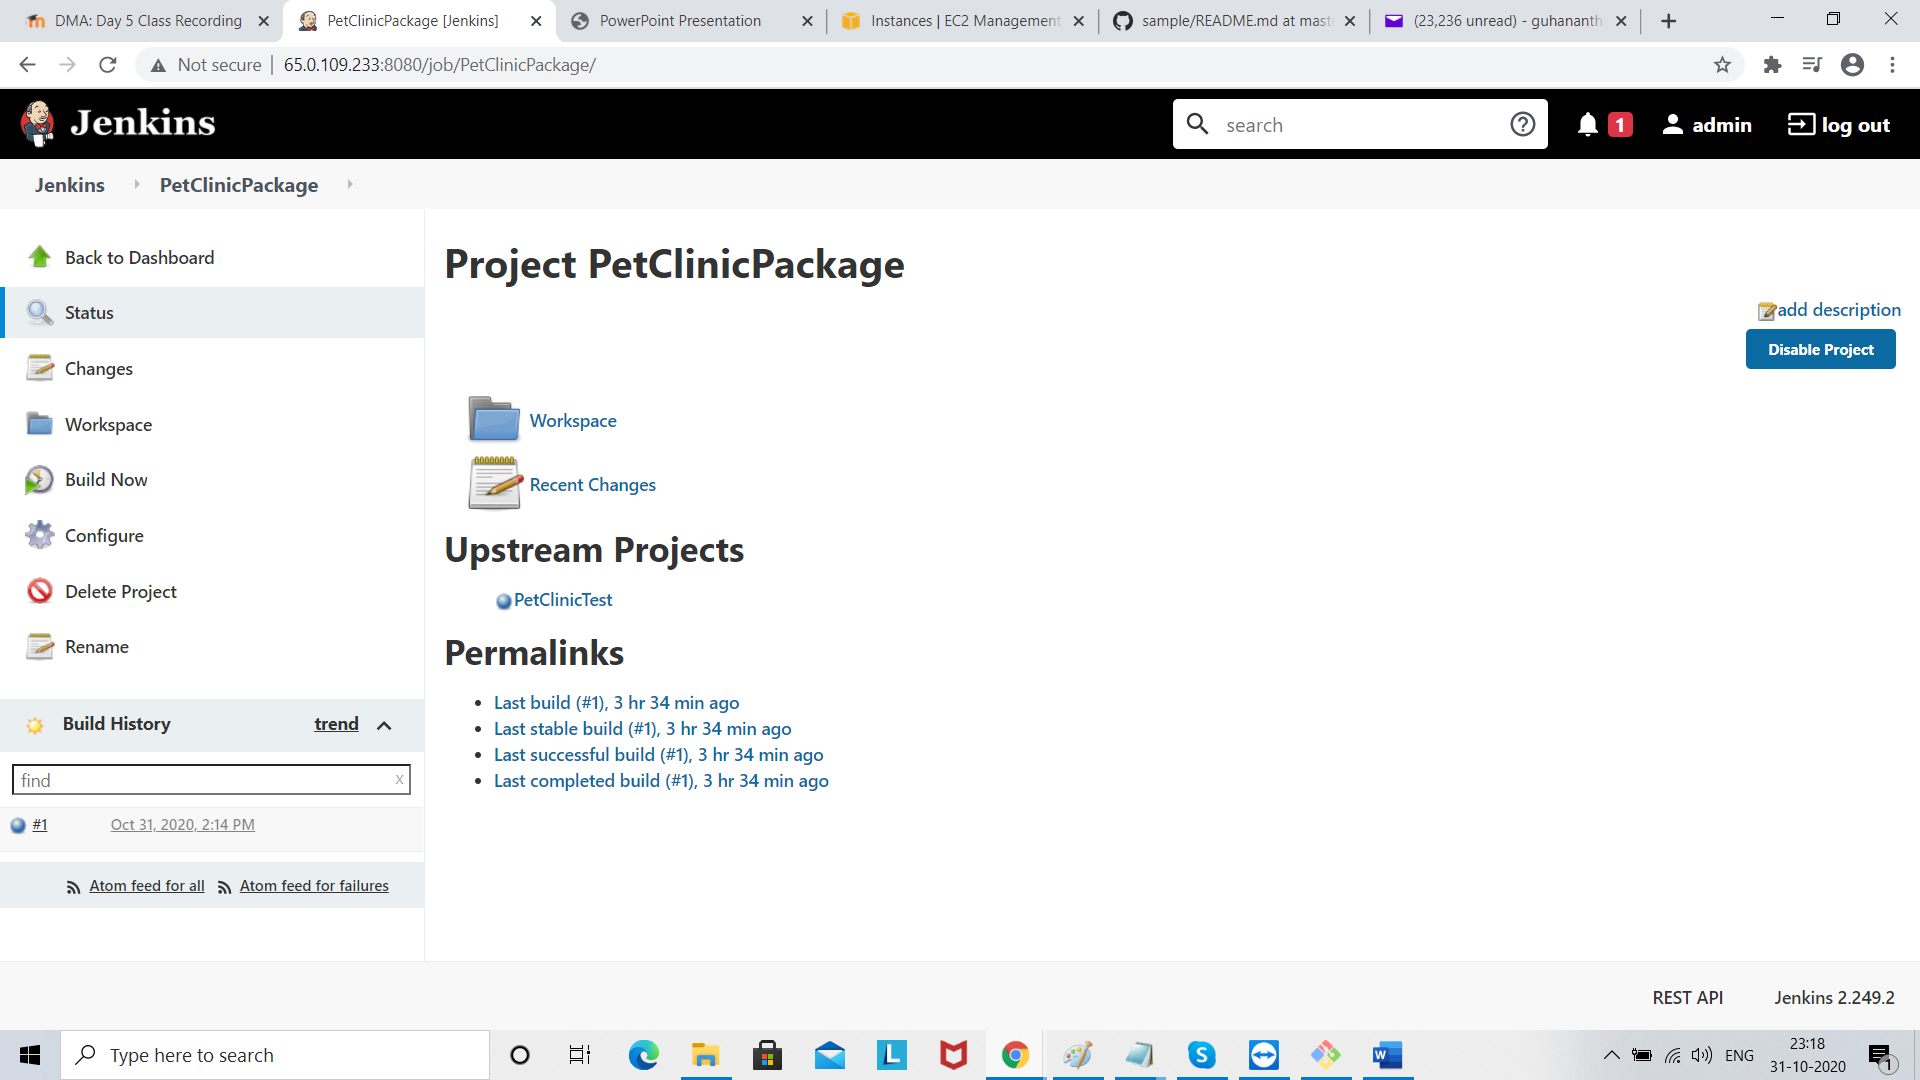 DMA: Day 5 Class Recording
PetClinicPackage [Jenkins]
PowerPoint Presentation
Instances | EC2 Management
sample/README.md at mast
(23,236 unread) - guhananth
Not secure
65.0.109.233:8080/job/PetClinicPackage/
Jenkins
search
1
admin
log out
Jenkins
PetClinicPackage
Back to Dashboard
Status
Changes
Workspace
Build Now
Configure
Delete Project
Rename
Build History
trend
find
x
#1
Oct 31, 2020, 2:14 PM
Atom feed for all
Atom feed for failures
Project PetClinicPackage
add description
Disable Project
Workspace
Recent Changes
Upstream Projects
PetClinicTest
Permalinks
Last build (#1), 3 hr 34 min ago
Last stable build (#1), 3 hr 34 min ago
Last successful build (#1), 3 hr 34 min ago
Last completed build (#1), 3 hr 34 min ago
REST API
Jenkins 2.249.2
Type here to search
ENG
23:18
31-10-2020
1